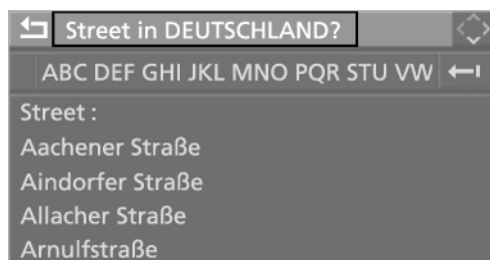 Street in DEUTSCHLAND?
ABC DEF GHI JKL MNO PQR STU VW
Street :
Aachener Straße
Aindorfer Straße
Allacher Straße
Arnulfstraße